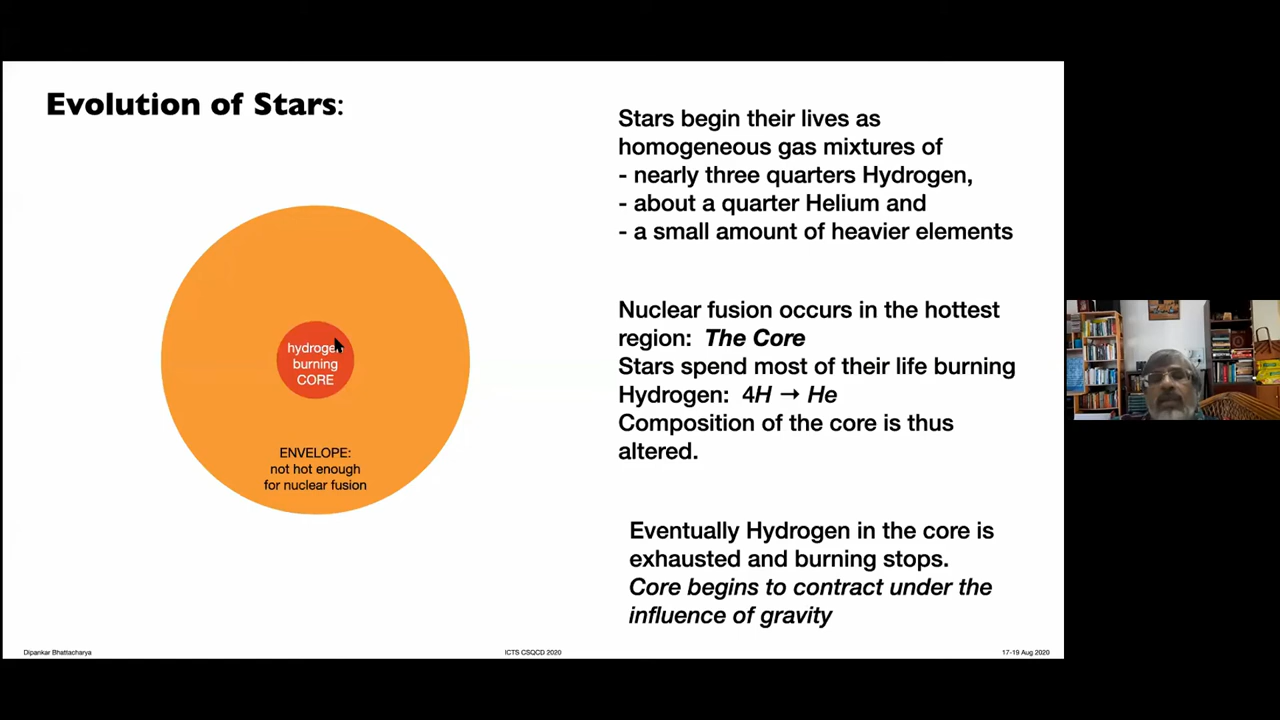 Evolution of Stars:
Stars begin their lives as
homogeneous gas mixtures of
- nearly three quarters Hydrogen,
- about a quarter Helium and
- a small amount of heavier elements
hydrogen
burning
CORE
ENVELOPE:
not hot enough
for nuclear fusion
Nuclear fusion occurs in the hottest
region: The Core
Stars spend most of their life burning
Hydrogen: 4H → He
Composition of the core is thus
altered.
Eventually Hydrogen in the core is
exhausted and burning stops.
Core begins to contract under the
influence of gravity
Dipankar Bhattacharya
ICTS CSQCD 2020
17-19 Aug 2020